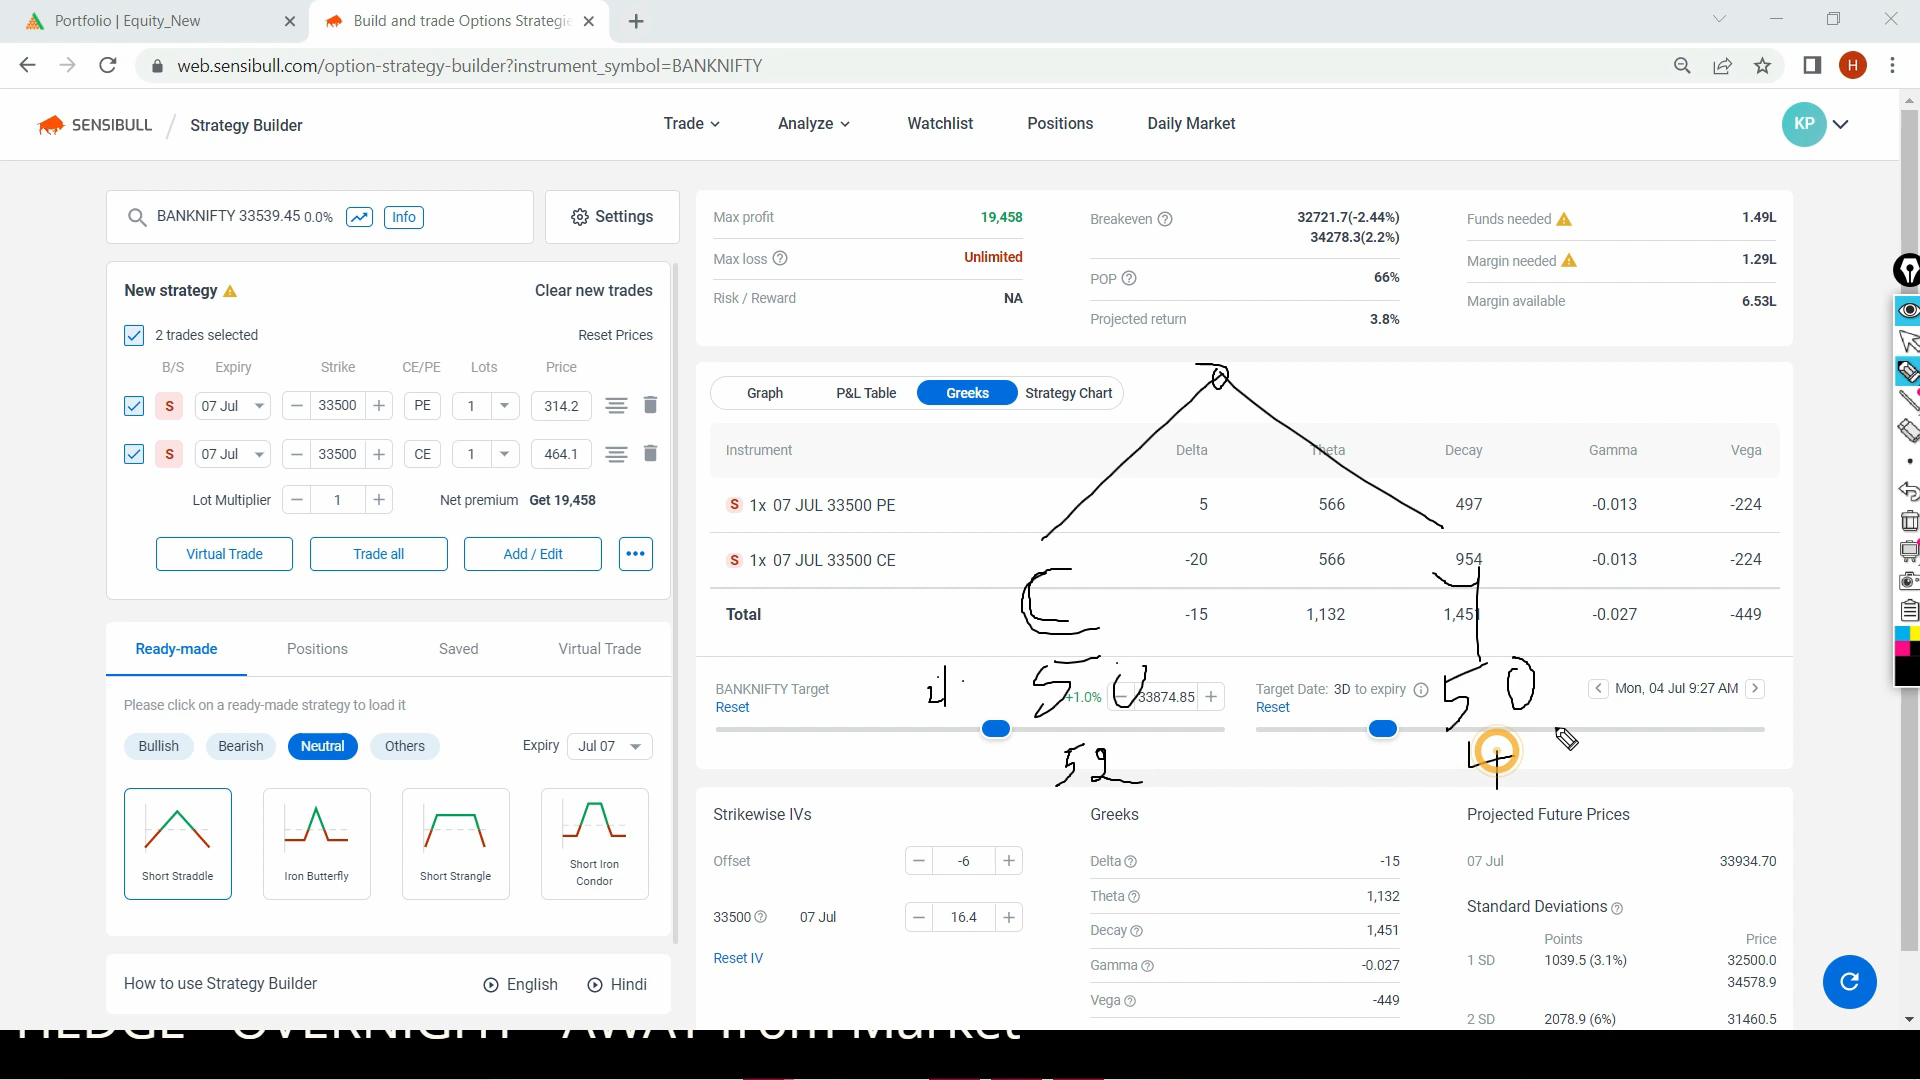 Portfolio | Equity_New
Build and trade Options Strategie
web.sensibull.com/option-strategy-builder?instrument_symbol=BANKNIFTY
H
SENSIBULL / Strategy Builder
Trade
Analyze
Watchlist
Positions
Daily Market
KP
BANKNIFTY 33539.45 0.0%
Info
Settings
New strategy
Clear new trades
2 trades selected
Reset Prices
B/S Expiry Strike CE/PE Lots Price
S 07 Jul − 33500 + PE 1 314.2
S 07 Jul − 33500 + CE 1 464.1
Lot Multiplier − 1 +
Net premium Get 19,458
Virtual Trade
Trade all
Add / Edit
Ready-made
Positions
Saved
Virtual Trade
Please click on a ready-made strategy to load it
Bullish
Bearish
Neutral
Others
Expiry Jul 07
Short Straddle
Iron Butterfly
Short Strangle
Short Iron
Condor
How to use Strategy Builder
English
Hindi
Max profit 19,458
Max loss Unlimited
Risk / Reward NA
Breakeven 32721.7(-2.44%)
34278.3(2.2%)
POP 66%
Projected return 3.8%
Funds needed 1.49L
Margin needed 1.29L
Margin available 6.53L
Graph
P&L Table
Greeks
Strategy Chart
Instrument Delta Theta Decay Gamma Vega
S 1x 07 JUL 33500 PE 5 566 497 -0.013 -224
S 1x 07 JUL 33500 CE -20 566 954 -0.013 -224
Total -15 1,132 1,451 -0.027 -449
C
d 50
50
52
4
BANKNIFTY Target
Reset
+1.0% − 33874.85 +
Target Date: 3D to expiry
Reset
Mon, 04 Jul 9:27 AM
Strikewise IVs
Offset − -6 +
33500 07 Jul − 16.4 +
Reset IV
Greeks
Delta -15
Theta 1,132
Decay 1,451
Gamma -0.027
Vega -449
Projected Future Prices
07 Jul 33934.70
Standard Deviations
Points Price
1 SD 1039.5 (3.1%) 32500.0
34578.9
2 SD 2078.9 (6%) 31460.5
HEDGE OVERNIGHT AWAY from Market